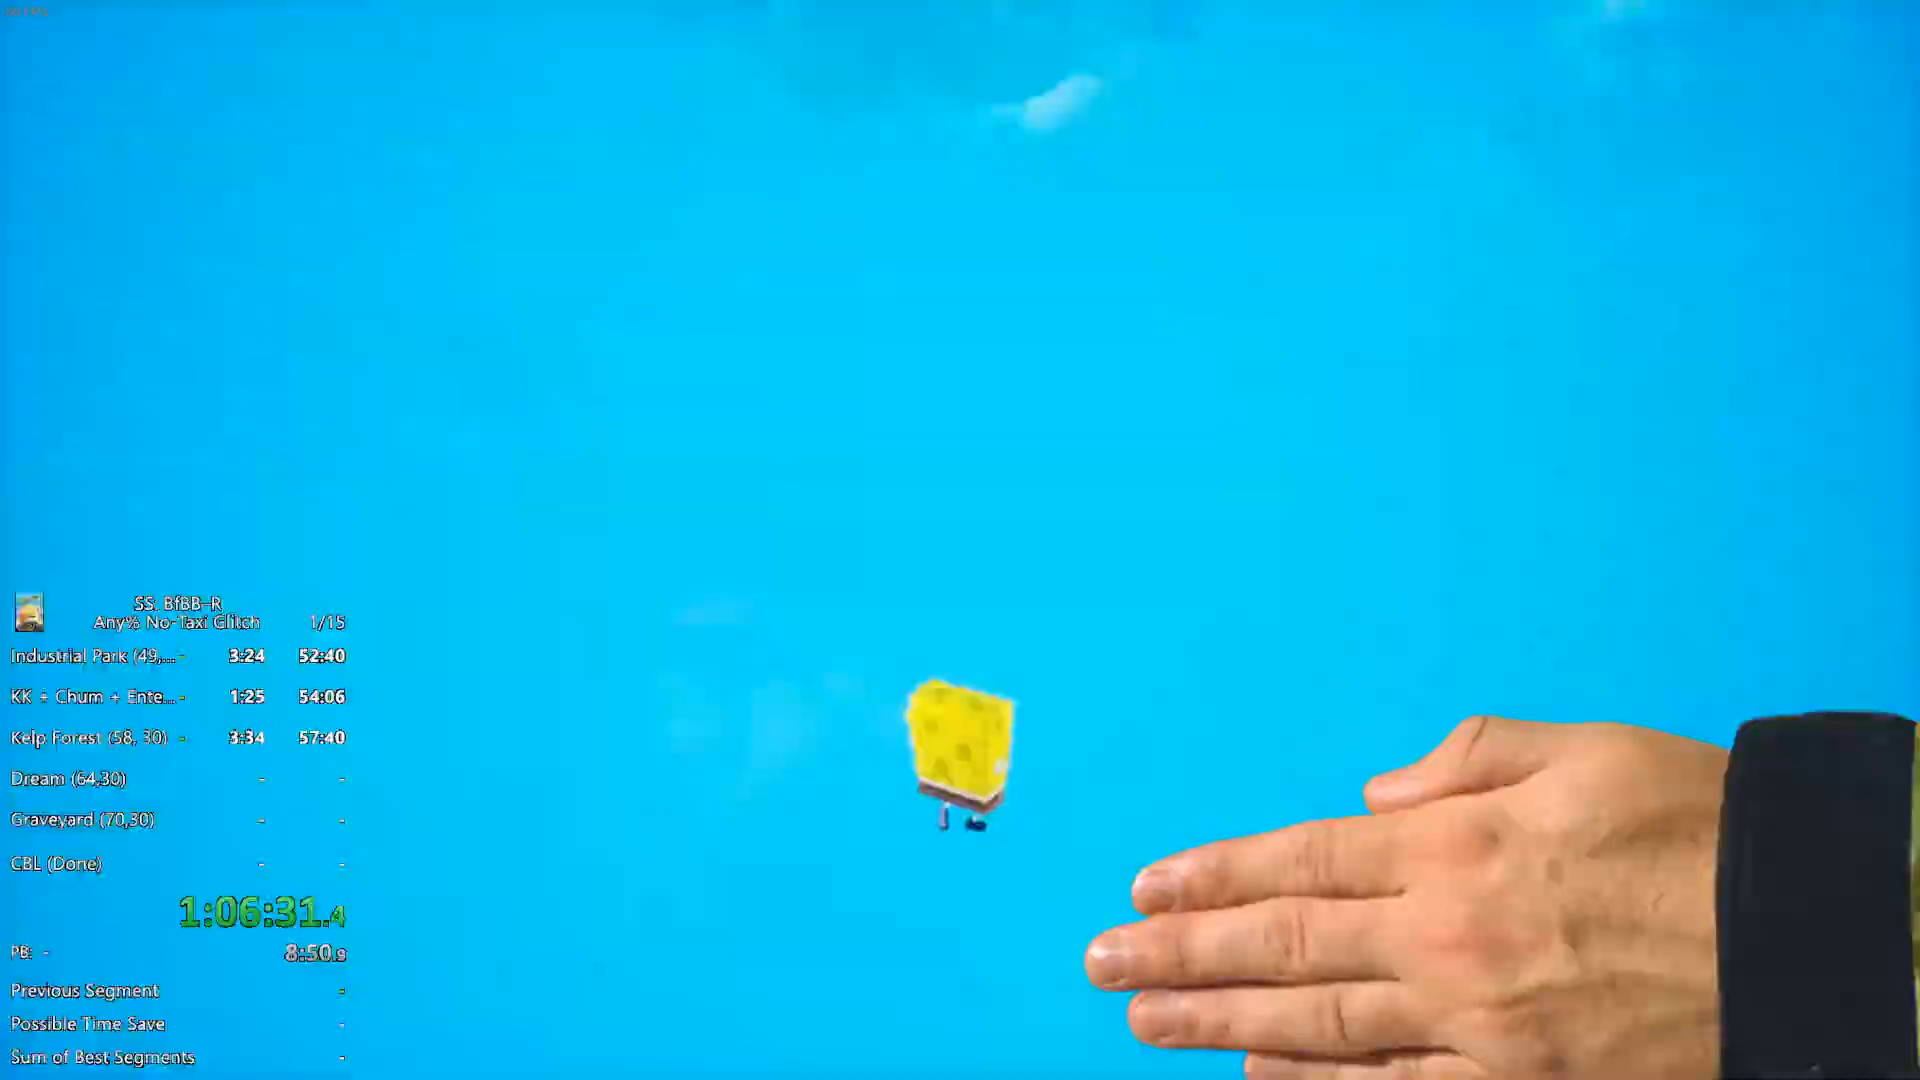 SS: BfBB-R
Any% No-Taxi Glitch 1/15
Industrial Park (49,... - 3:24 52:40
KK + Chum + Ente... - 1:25 54:06
Kelp Forest (58, 30) - 3:34 57:40
Dream (64,30) - -
Graveyard (70,30) - -
CBL (Done) - -
1:06:31.4
PB: - 8:50.9
Previous Segment -
Possible Time Save -
Sum of Best Segments -